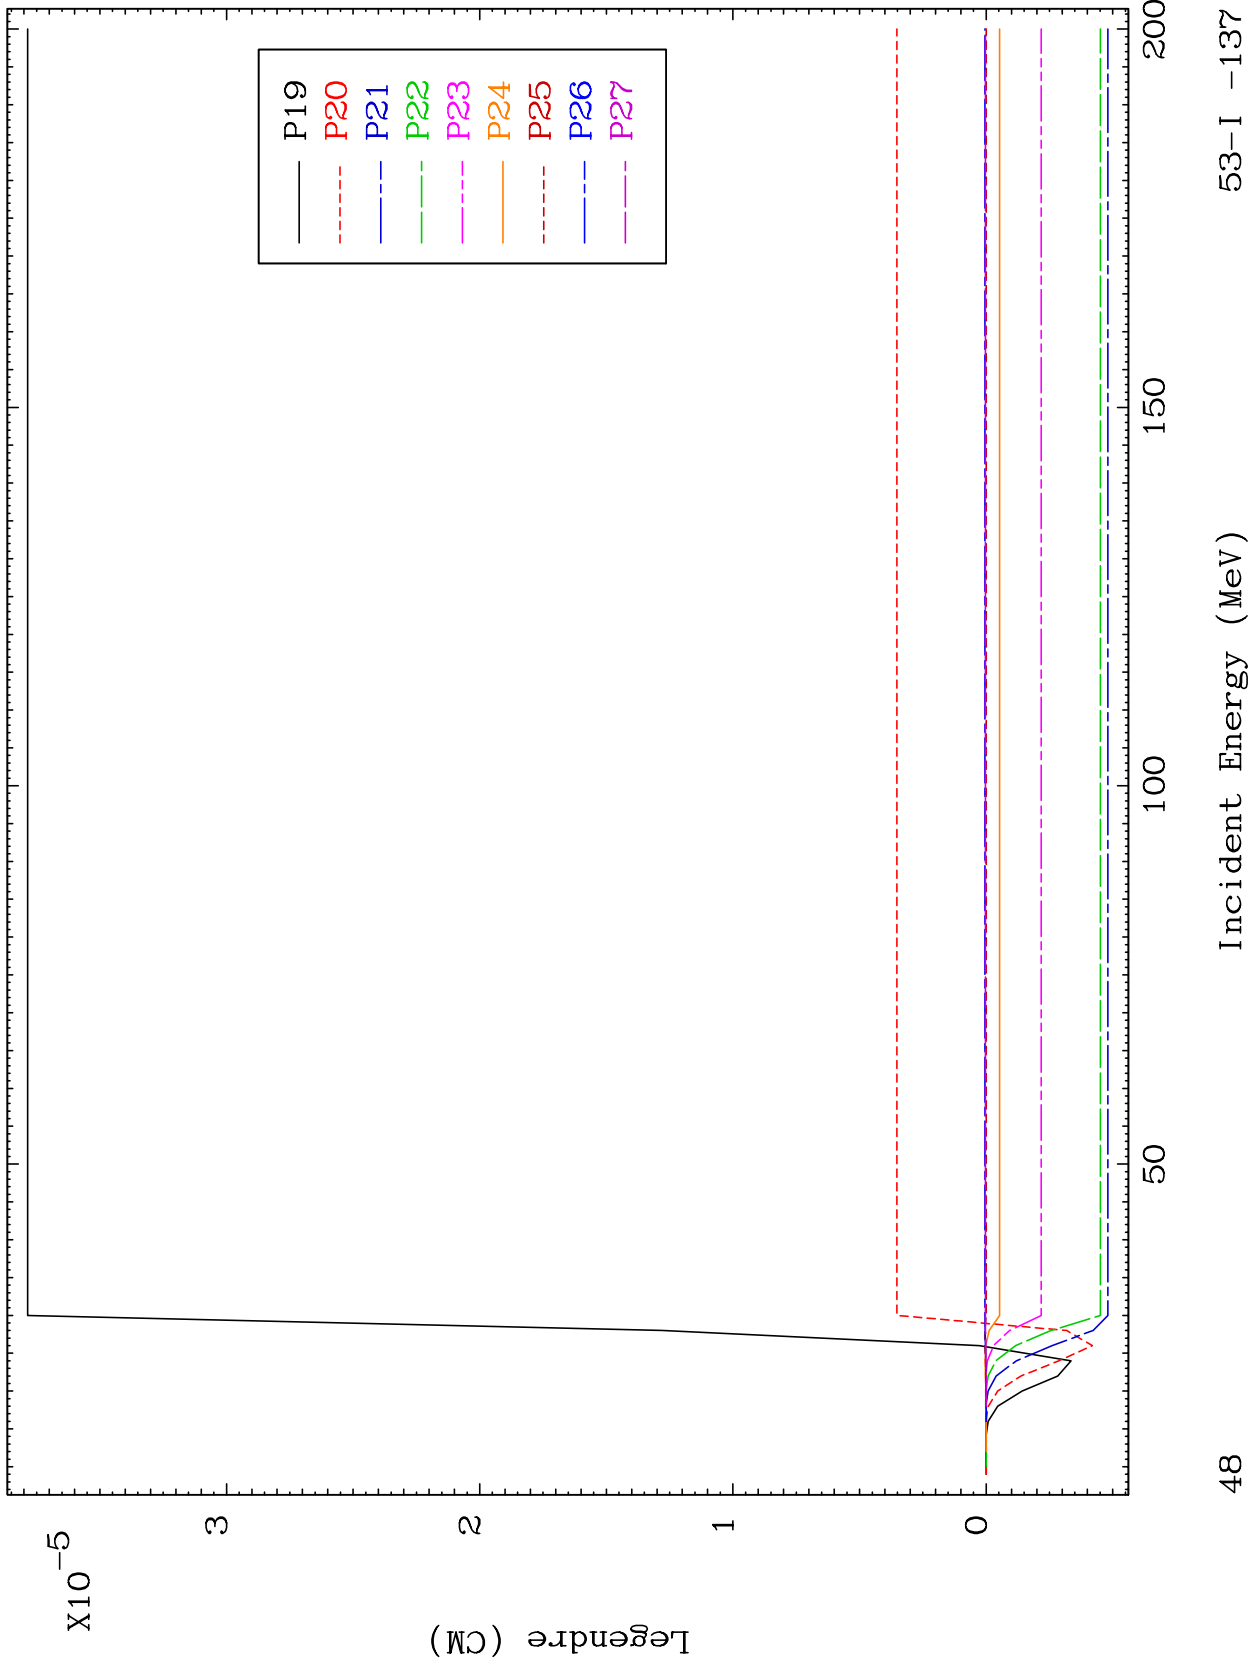 X10-5
3
2
1
0
Legendre (CM)
P19
P20
P21
P22
P23
P24
P25
P26
P27
50
100
150
200
Incident Energy (MeV)
48
53-I -137